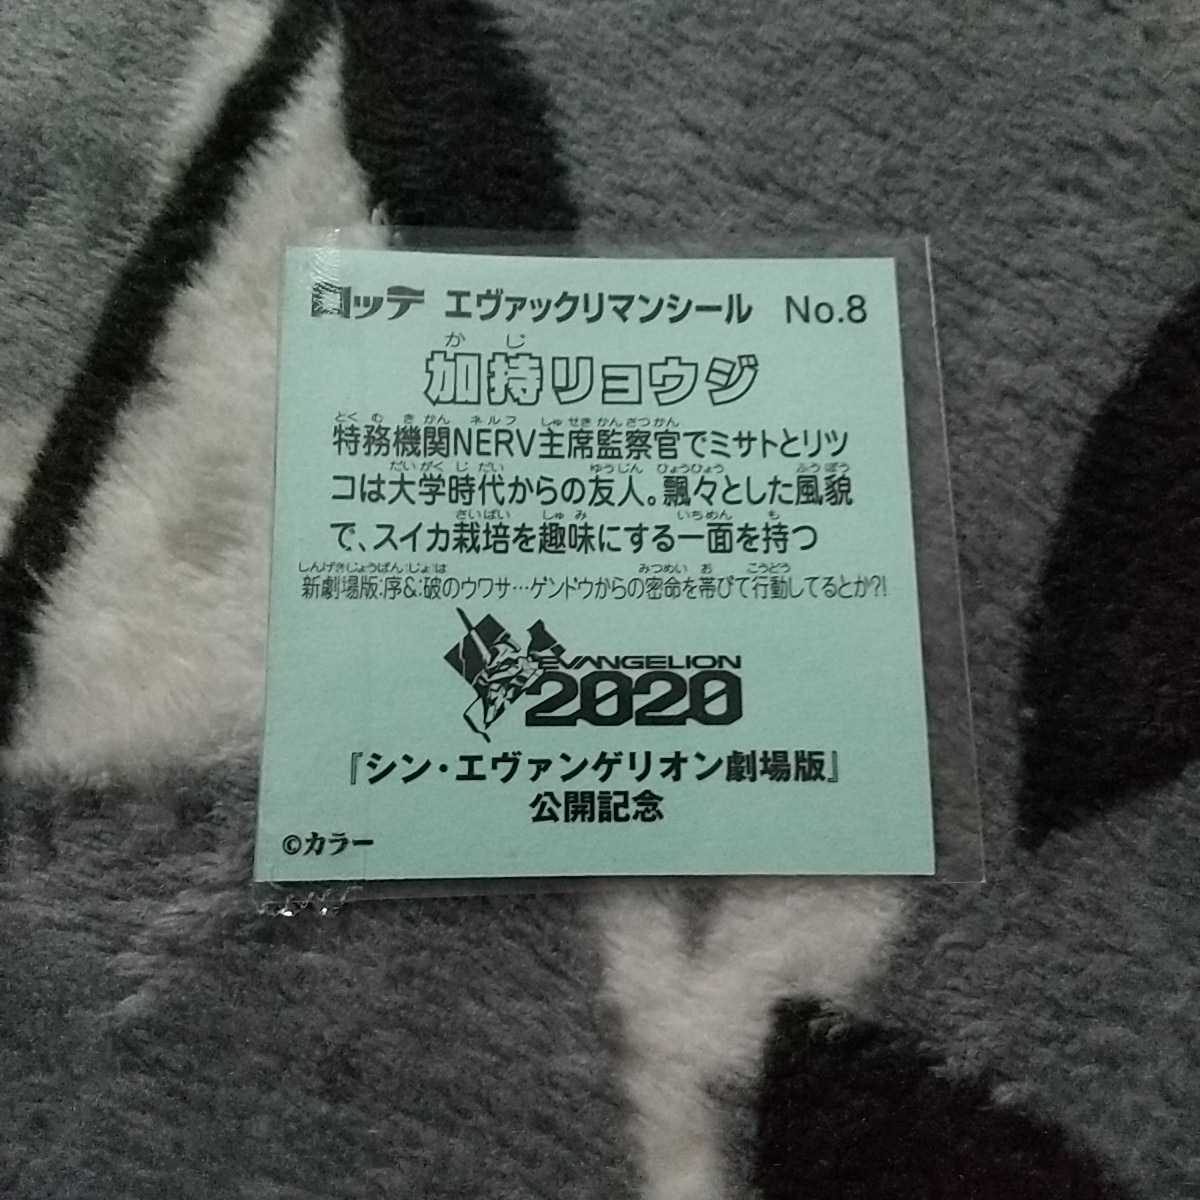 ロッテ エヴァックリマンシール No.8
かじ
加持リョウジ
とくむきかん ネルフ しゅせきかんさつかん
特務機関NERV主席監察官でミサトとリツ
だいがくじだい ゆうじん ひょうひょう ふうぼう
コは大学時代からの友人。飄々とした風貌
さいばい しゅみ いちめん も
で、スイカ栽培を趣味にする一面を持つ
しんげきじょうばん:じょ:は みつめい お こうどう
新劇場版:序&:破のウワサ…ゲンドウからの密命を帯びて行動してるとか?!
EVANGELION
2020
『シン・エヴァンゲリオン劇場版』
公開記念
©カラー